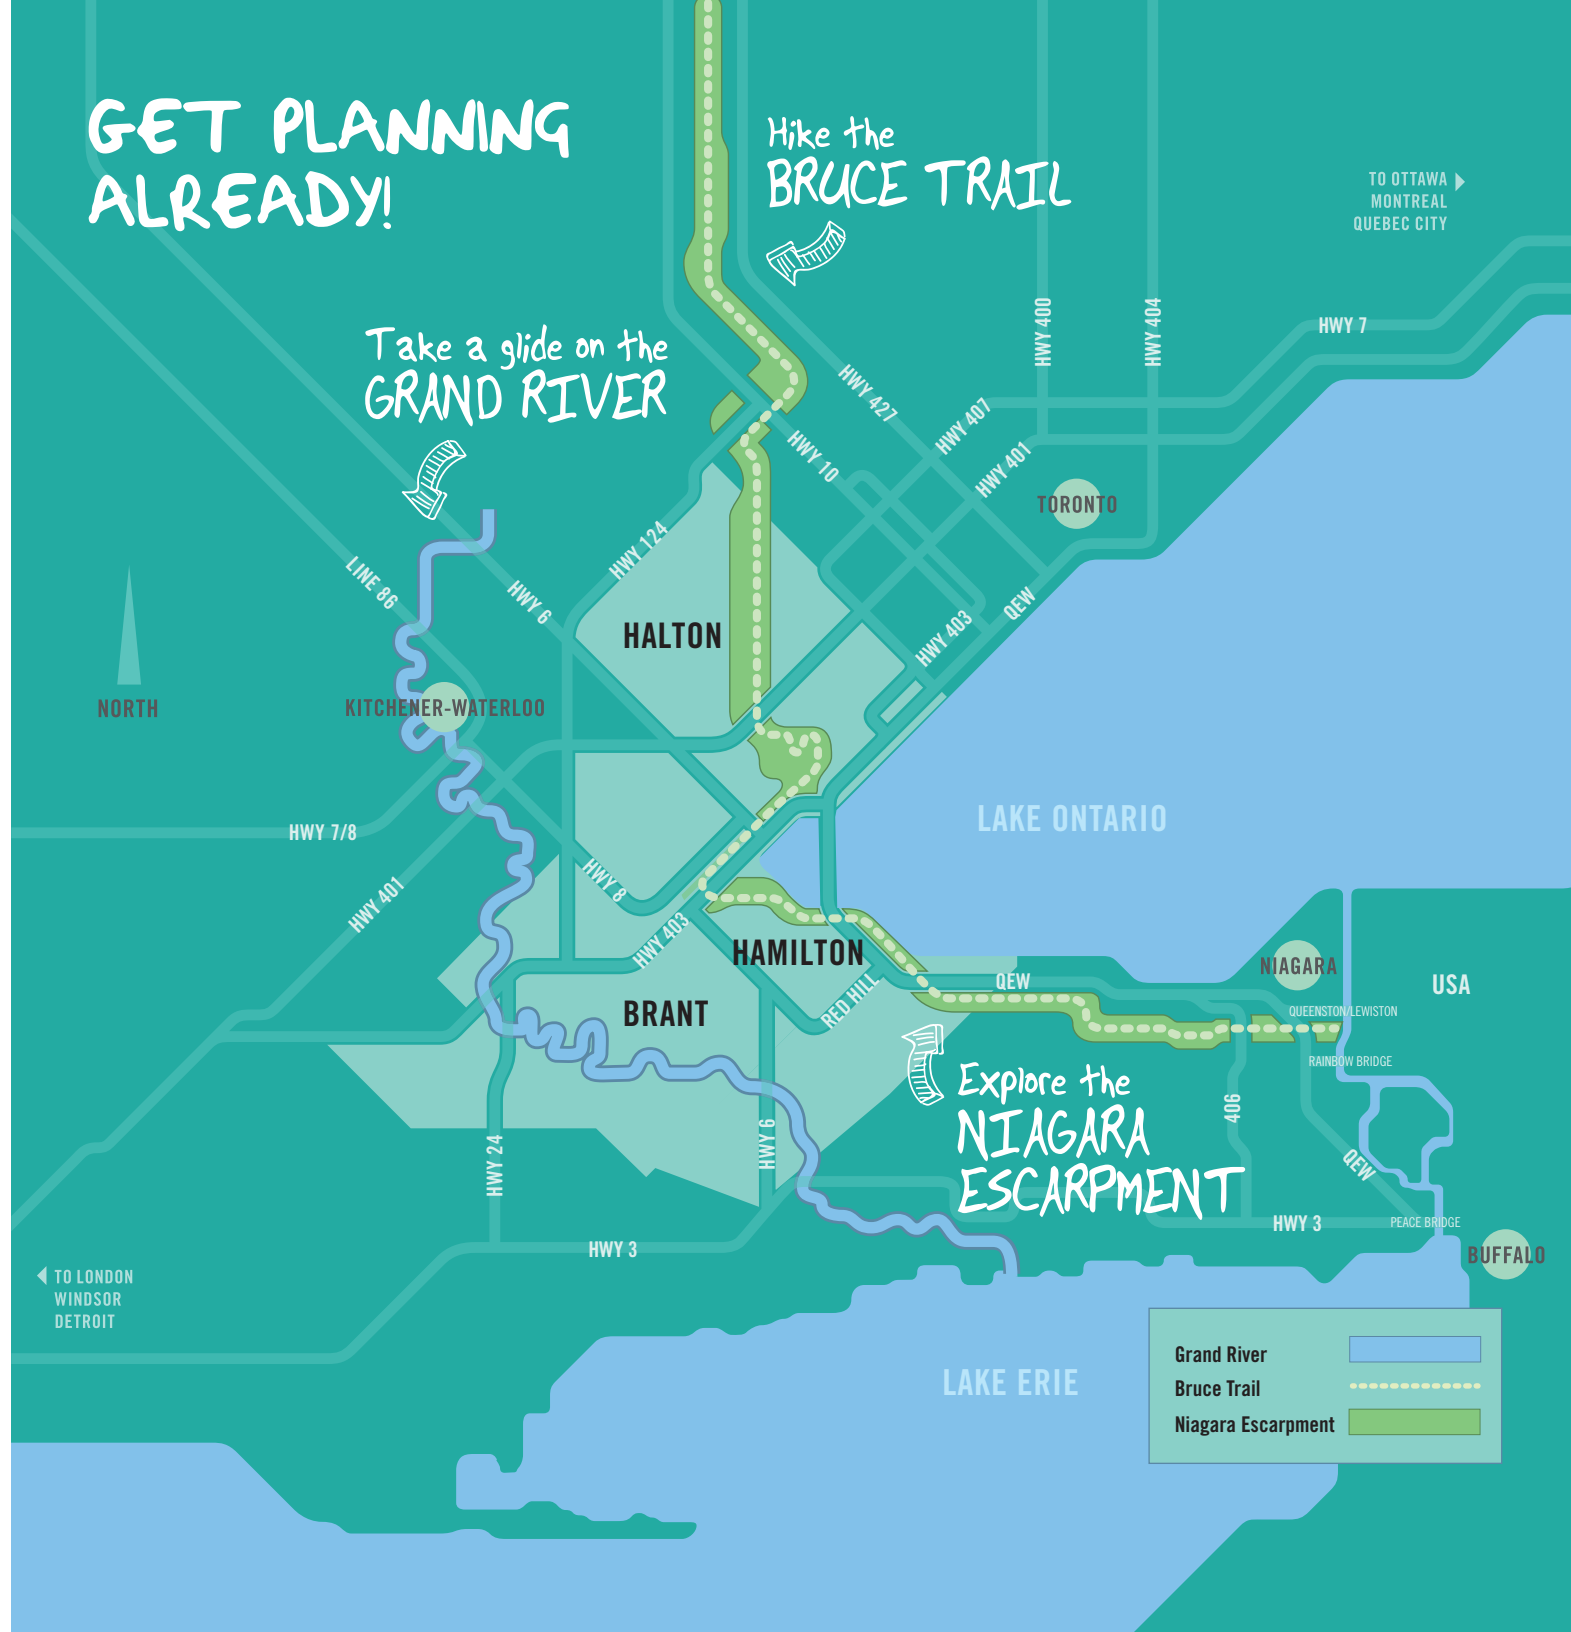 GET PLANNING
ALREADY!
Hike the
BRUCE TRAIL
TO OTTAWA
MONTREAL
QUEBEC CITY
Take a glide on the
GRAND RIVER
HWY 400
HWY 404
HWY 7
HWY 427
HWY 407
HWY 401
HWY 10
TORONTO
HWY 124
LINE 86
HWY 6
HALTON
HWY 403
QEW
NORTH
KITCHENER-WATERLOO
HWY 7/8
LAKE ONTARIO
HWY 8
HWY 401
HWY 403
HAMILTON
NIAGARA
USA
QEW
RED HILL
BRANT
QUEENSTON/LEWISTON
RAINBOW BRIDGE
Explore the
NIAGARA
ESCARPMENT
406
HWY 24
HWY 6
QEW
HWY 3
PEACE BRIDGE
HWY 3
BUFFALO
TO LONDON
WINDSOR
DETROIT
LAKE ERIE
Grand River
Bruce Trail
Niagara Escarpment